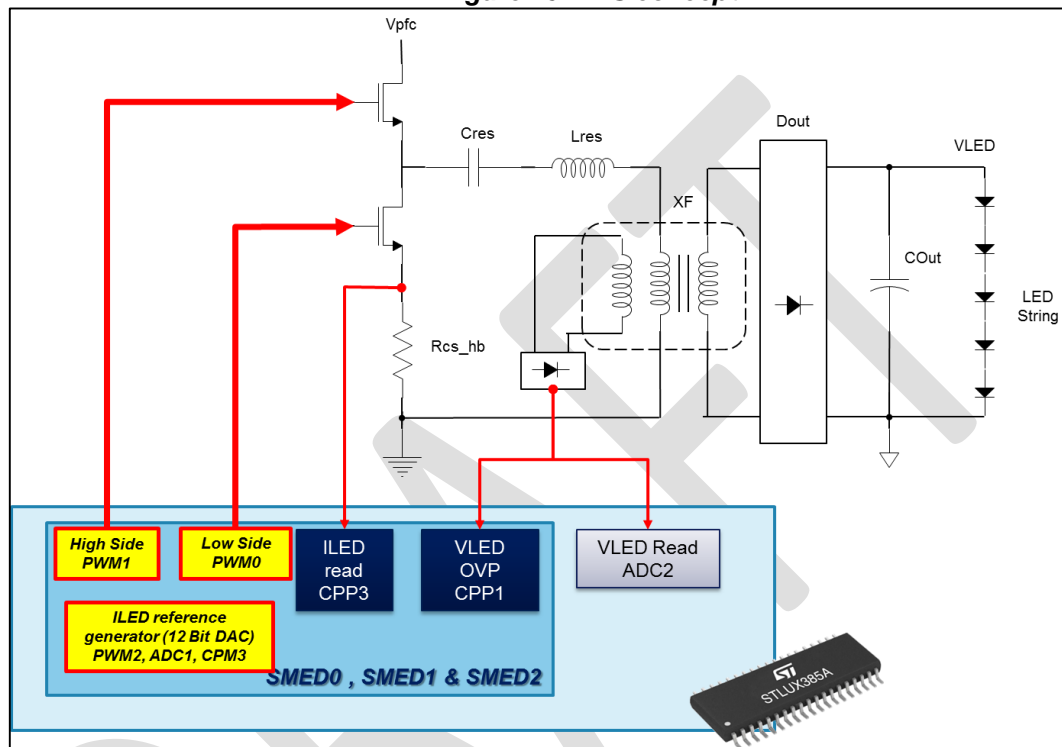 Vpfc
Cres
Lres
Dout
VLED
XF
COut
LED
String
Rcs_hb
High Side
PWM1
Low Side
PWM0
ILED
read
CPP3
VLED
OVP
CPP1
VLED Read
ADC2
ILED reference
generator (12 Bit DAC)
PWM2, ADC1, CPM3
SMED0 , SMED1 & SMED2
ST
STLUX385A